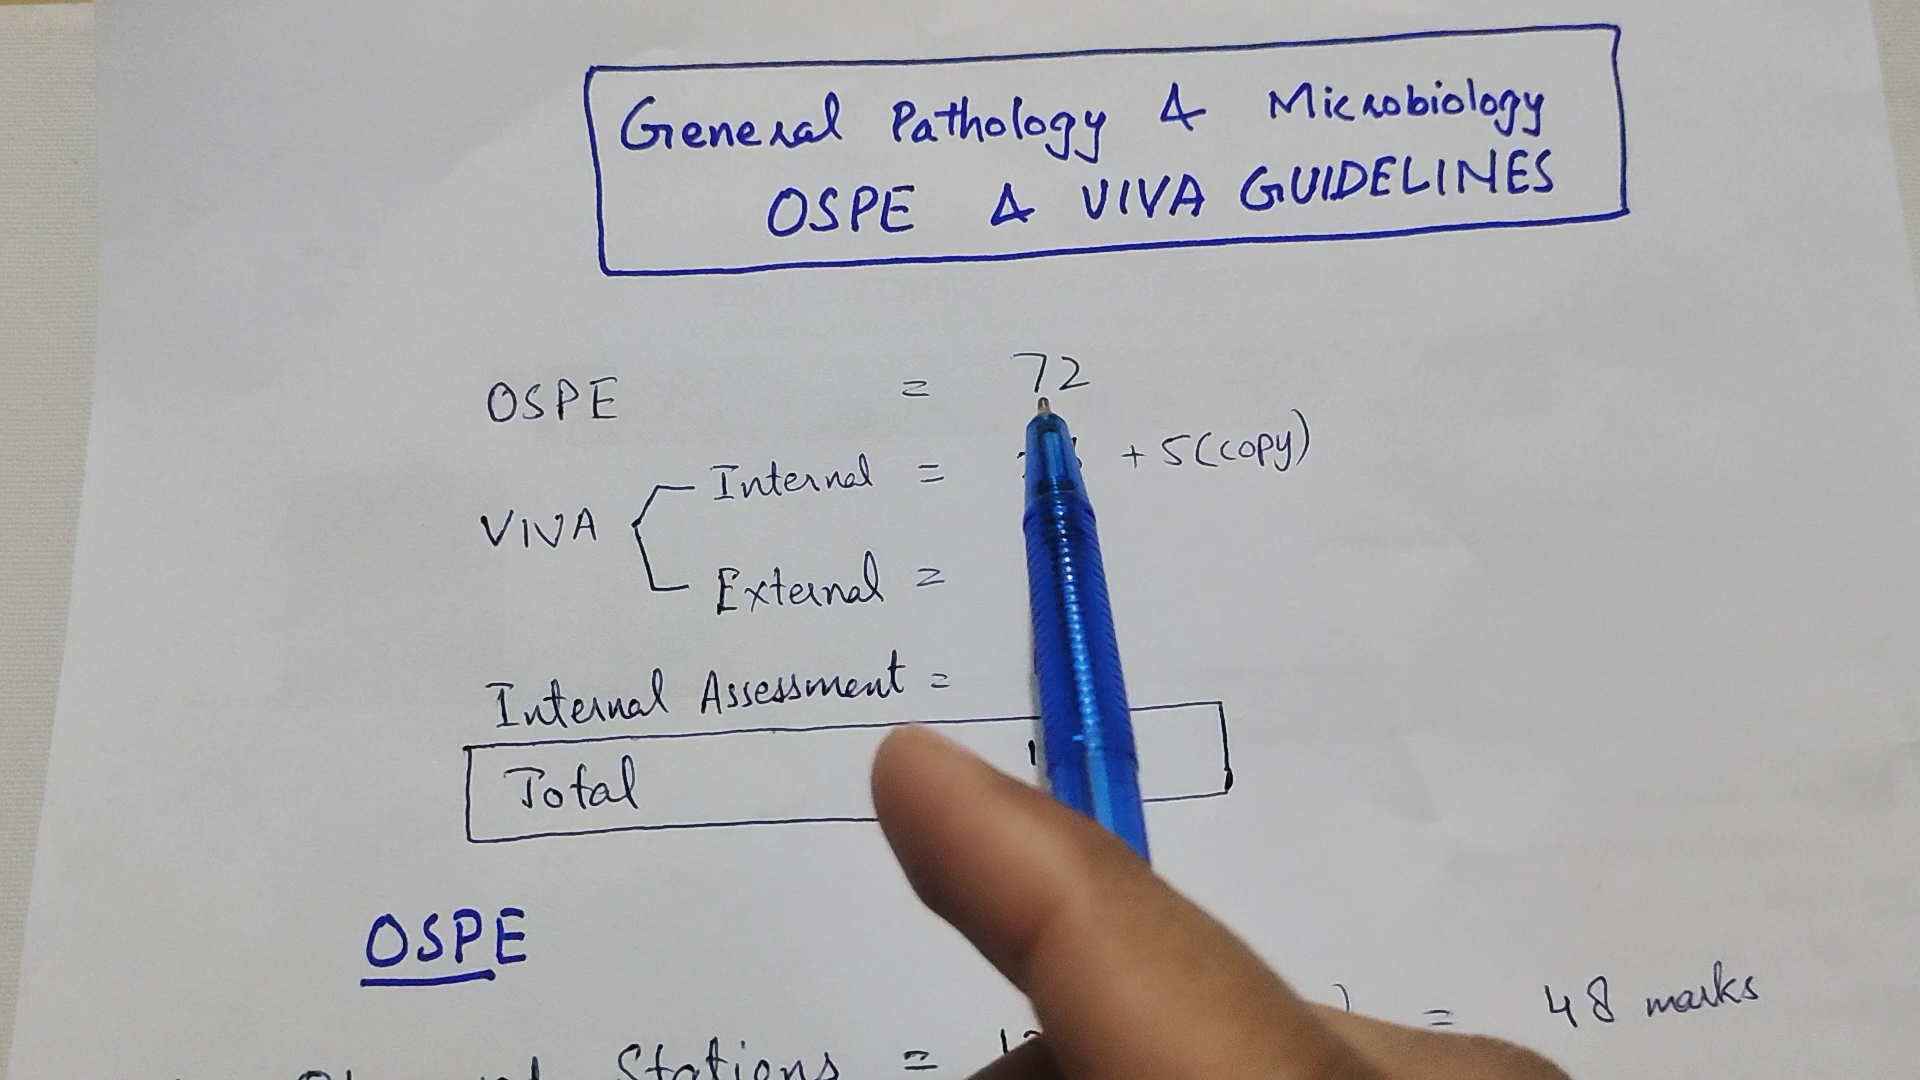 General Pathology & Microbiology
OSPE & VIVA GUIDELINES
OSPE = 72
VIVA
Internal = + 5 (copy)
External =
Internal Assessment =
Total
OSPE
Stations = = 48 marks